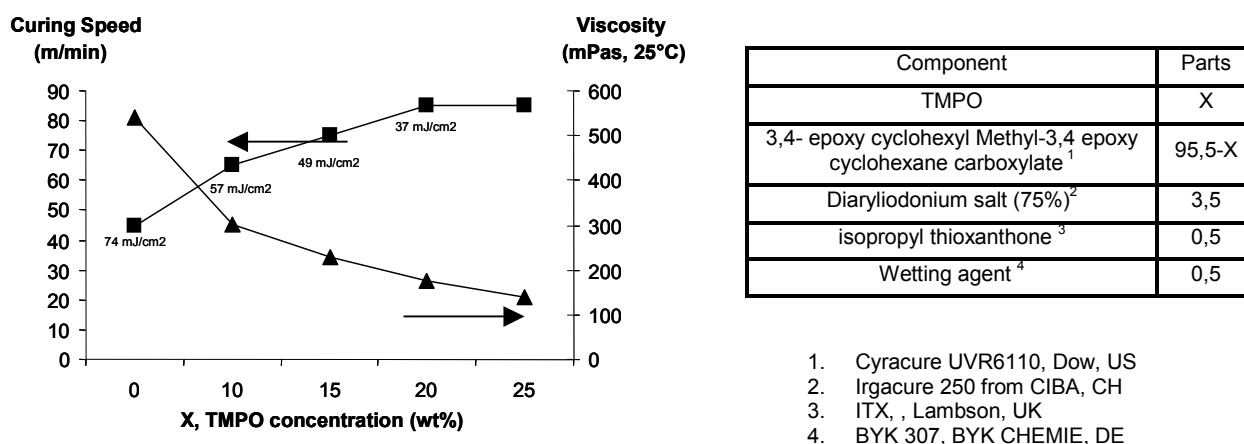 Curing Speed
(m/min)
Viscosity
(mPas, 25°C)
90
80
70
60
50
40
30
20
10
0
600
500
400
300
200
100
0
74 mJ/cm2
57 mJ/cm2
49 mJ/cm2
37 mJ/cm2
0 10 15 20 25
X, TMPO concentration (wt%)
Component Parts
TMPO X
3,4- epoxy cyclohexyl Methyl-3,4 epoxy
cyclohexane carboxylate 1 95,5-X
Diaryliodonium salt (75%)2 3,5
isopropyl thioxanthone 3 0,5
Wetting agent 4 0,5
1. Cyracure UVR6110, Dow, US
2. Irgacure 250 from CIBA, CH
3. ITX, , Lambson, UK
4. BYK 307, BYK CHEMIE, DE